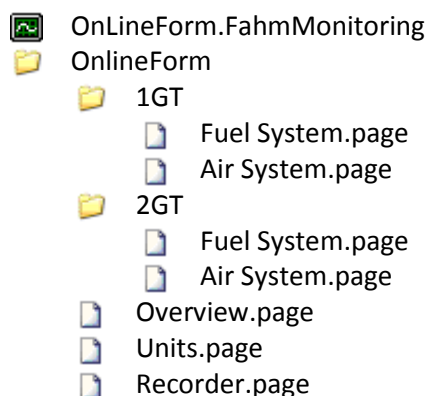 OnLineForm.FahmMonitoring
OnlineForm
1GT
Fuel System.page
Air System.page
2GT
Fuel System.page
Air System.page
Overview.page
Units.page
Recorder.page